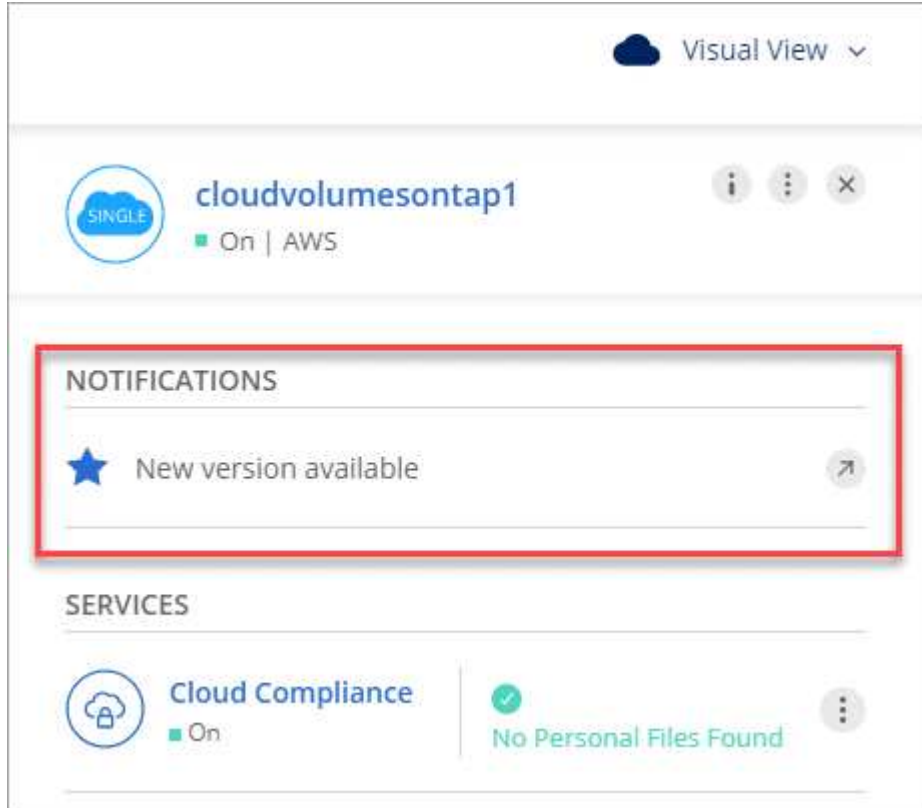 Visual View
SINGLE
cloudvolumesontap1
On | AWS
NOTIFICATIONS
New version available
SERVICES
Cloud Compliance
On
No Personal Files Found